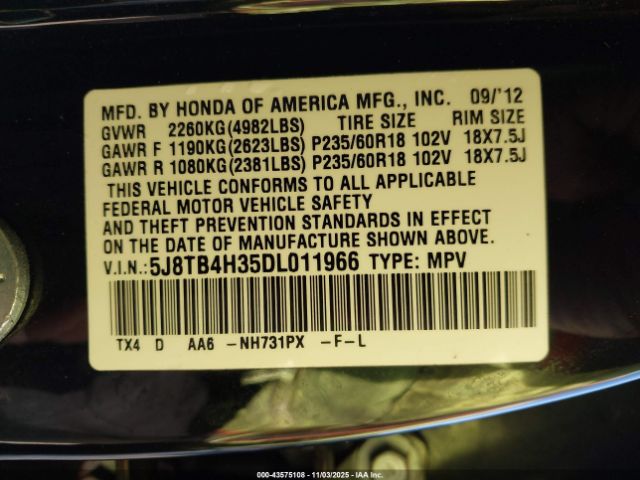 MFD. BY HONDA OF AMERICA MFG., INC. 09/'12
GVWR 2260KG(4982LBS) TIRE SIZE RIM SIZE
GAWR F 1190KG(2623LBS) P235/60R18 102V 18X7.5J
GAWR R 1080KG(2381LBS) P235/60R18 102V 18X7.5J
THIS VEHICLE CONFORMS TO ALL APPLICABLE
FEDERAL MOTOR VEHICLE SAFETY
AND THEFT PREVENTION STANDARDS IN EFFECT
ON THE DATE OF MANUFACTURE SHOWN ABOVE.
V.I.N.:5J8TB4H35DL011966 TYPE: MPV
TX4 D AA6 -NH731PX -F-L
000-43575108 - 11/03/2025 - IAA Inc.